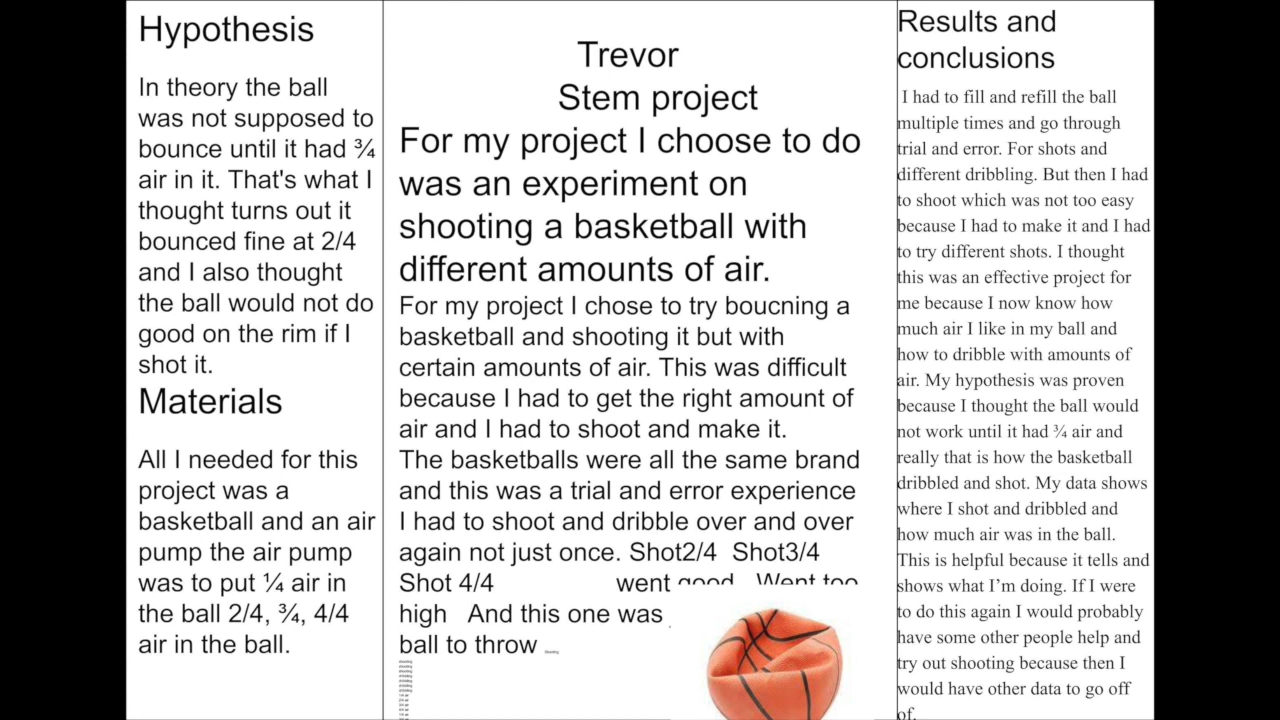 Hypothesis
In theory the ball
was not supposed to
bounce until it had ¾
air in it. That's what I
thought turns out it
bounced fine at 2/4
and I also thought
the ball would not do
good on the rim if I
shot it.
Materials
All I needed for this
project was a
basketball and an air
pump the air pump
was to put ¼ air in
the ball 2/4, ¾, 4/4
air in the ball.
Trevor
Stem project
For my project I choose to do
was an experiment on
shooting a basketball with
different amounts of air.
For my project I chose to try boucning a
basketball and shooting it but with
certain amounts of air. This was difficult
because I had to get the right amount of
air and I had to shoot and make it.
The basketballs were all the same brand
and this was a trial and error experience
I had to shoot and dribble over and over
again not just once. Shot2/4 Shot3/4
Shot 4/4 went good Went too
high And this one was
ball to throw
Results and
conclusions
I had to fill and refill the ball
multiple times and go through
trial and error. For shots and
different dribbling. But then I had
to shoot which was not too easy
because I had to make it and I had
to try different shots. I thought
this was an effective project for
me because I now know how
much air I like in my ball and
how to dribble with amounts of
air. My hypothesis was proven
because I thought the ball would
not work until it had ¾ air and
really that is how the basketball
dribbled and shot. My data shows
where I shot and dribbled and
how much air was in the ball.
This is helpful because it tells and
shows what I'm doing. If I were
to do this again I would probably
have some other people help and
try out shooting because then I
would have other data to go off
of.